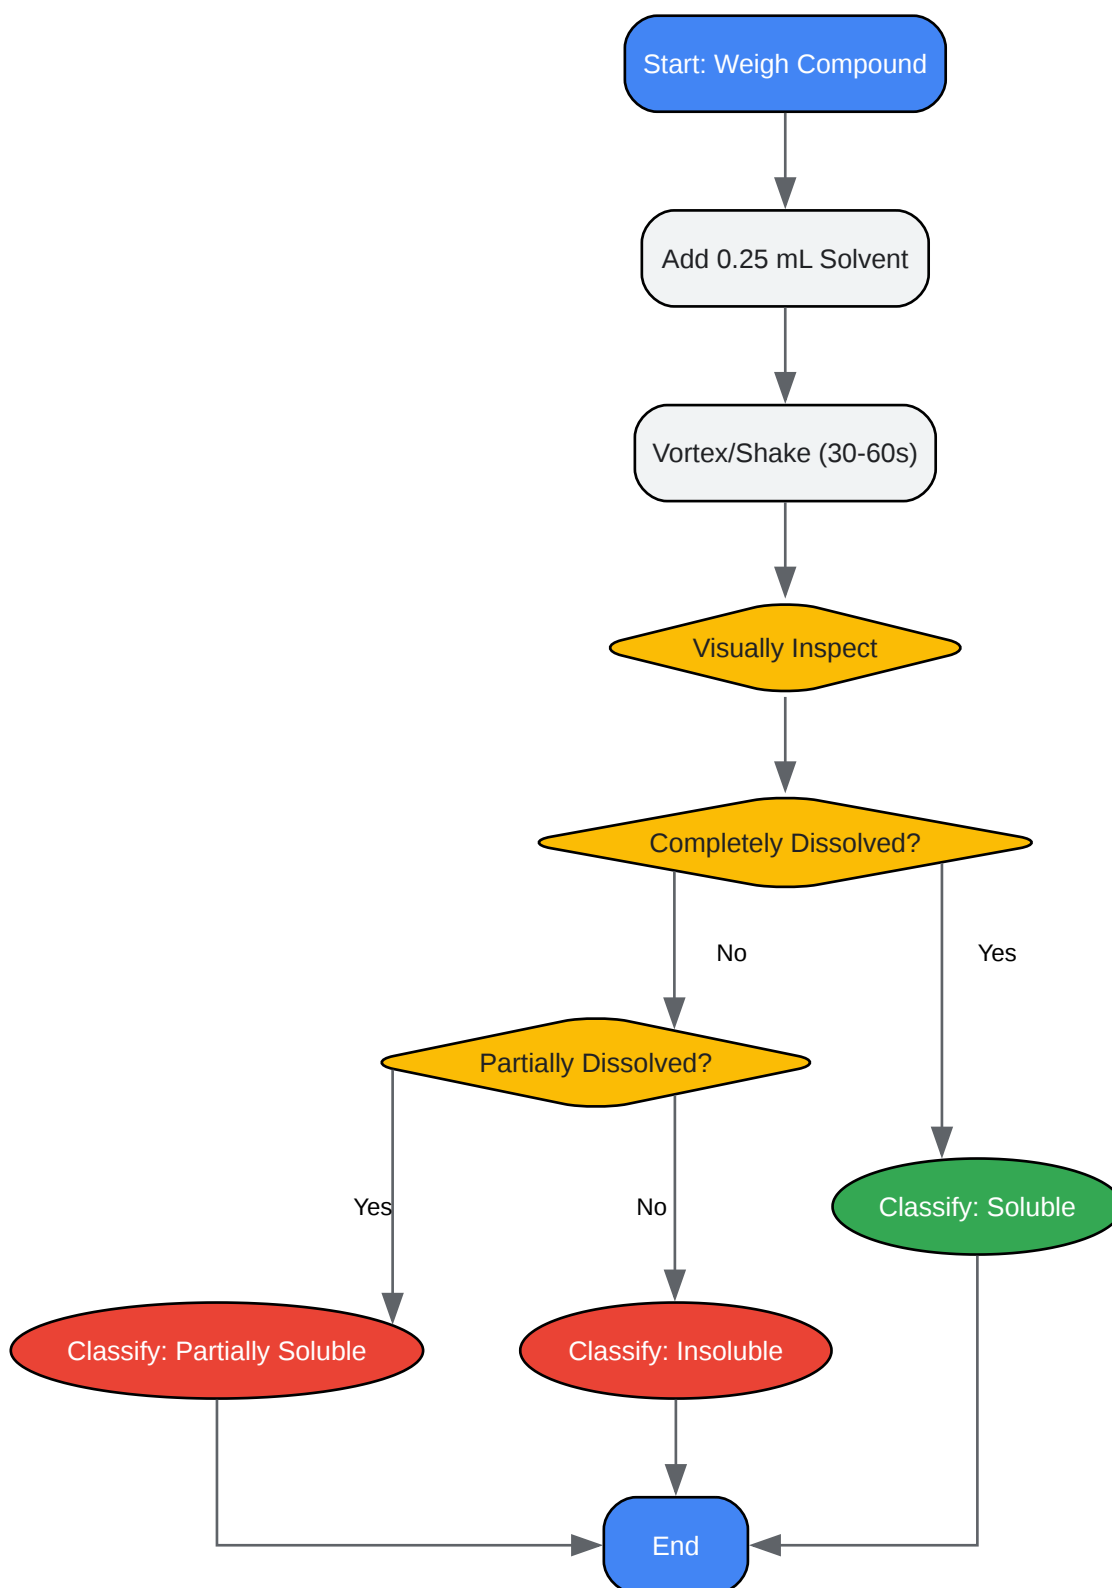 Start: Weigh Compound
Add 0.25 mL Solvent
Vortex/Shake (30-60s)
Visually Inspect
Completely Dissolved?
No
Yes
Partially Dissolved?
Yes
No
Classify: Soluble
Classify: Partially Soluble
Classify: Insoluble
End